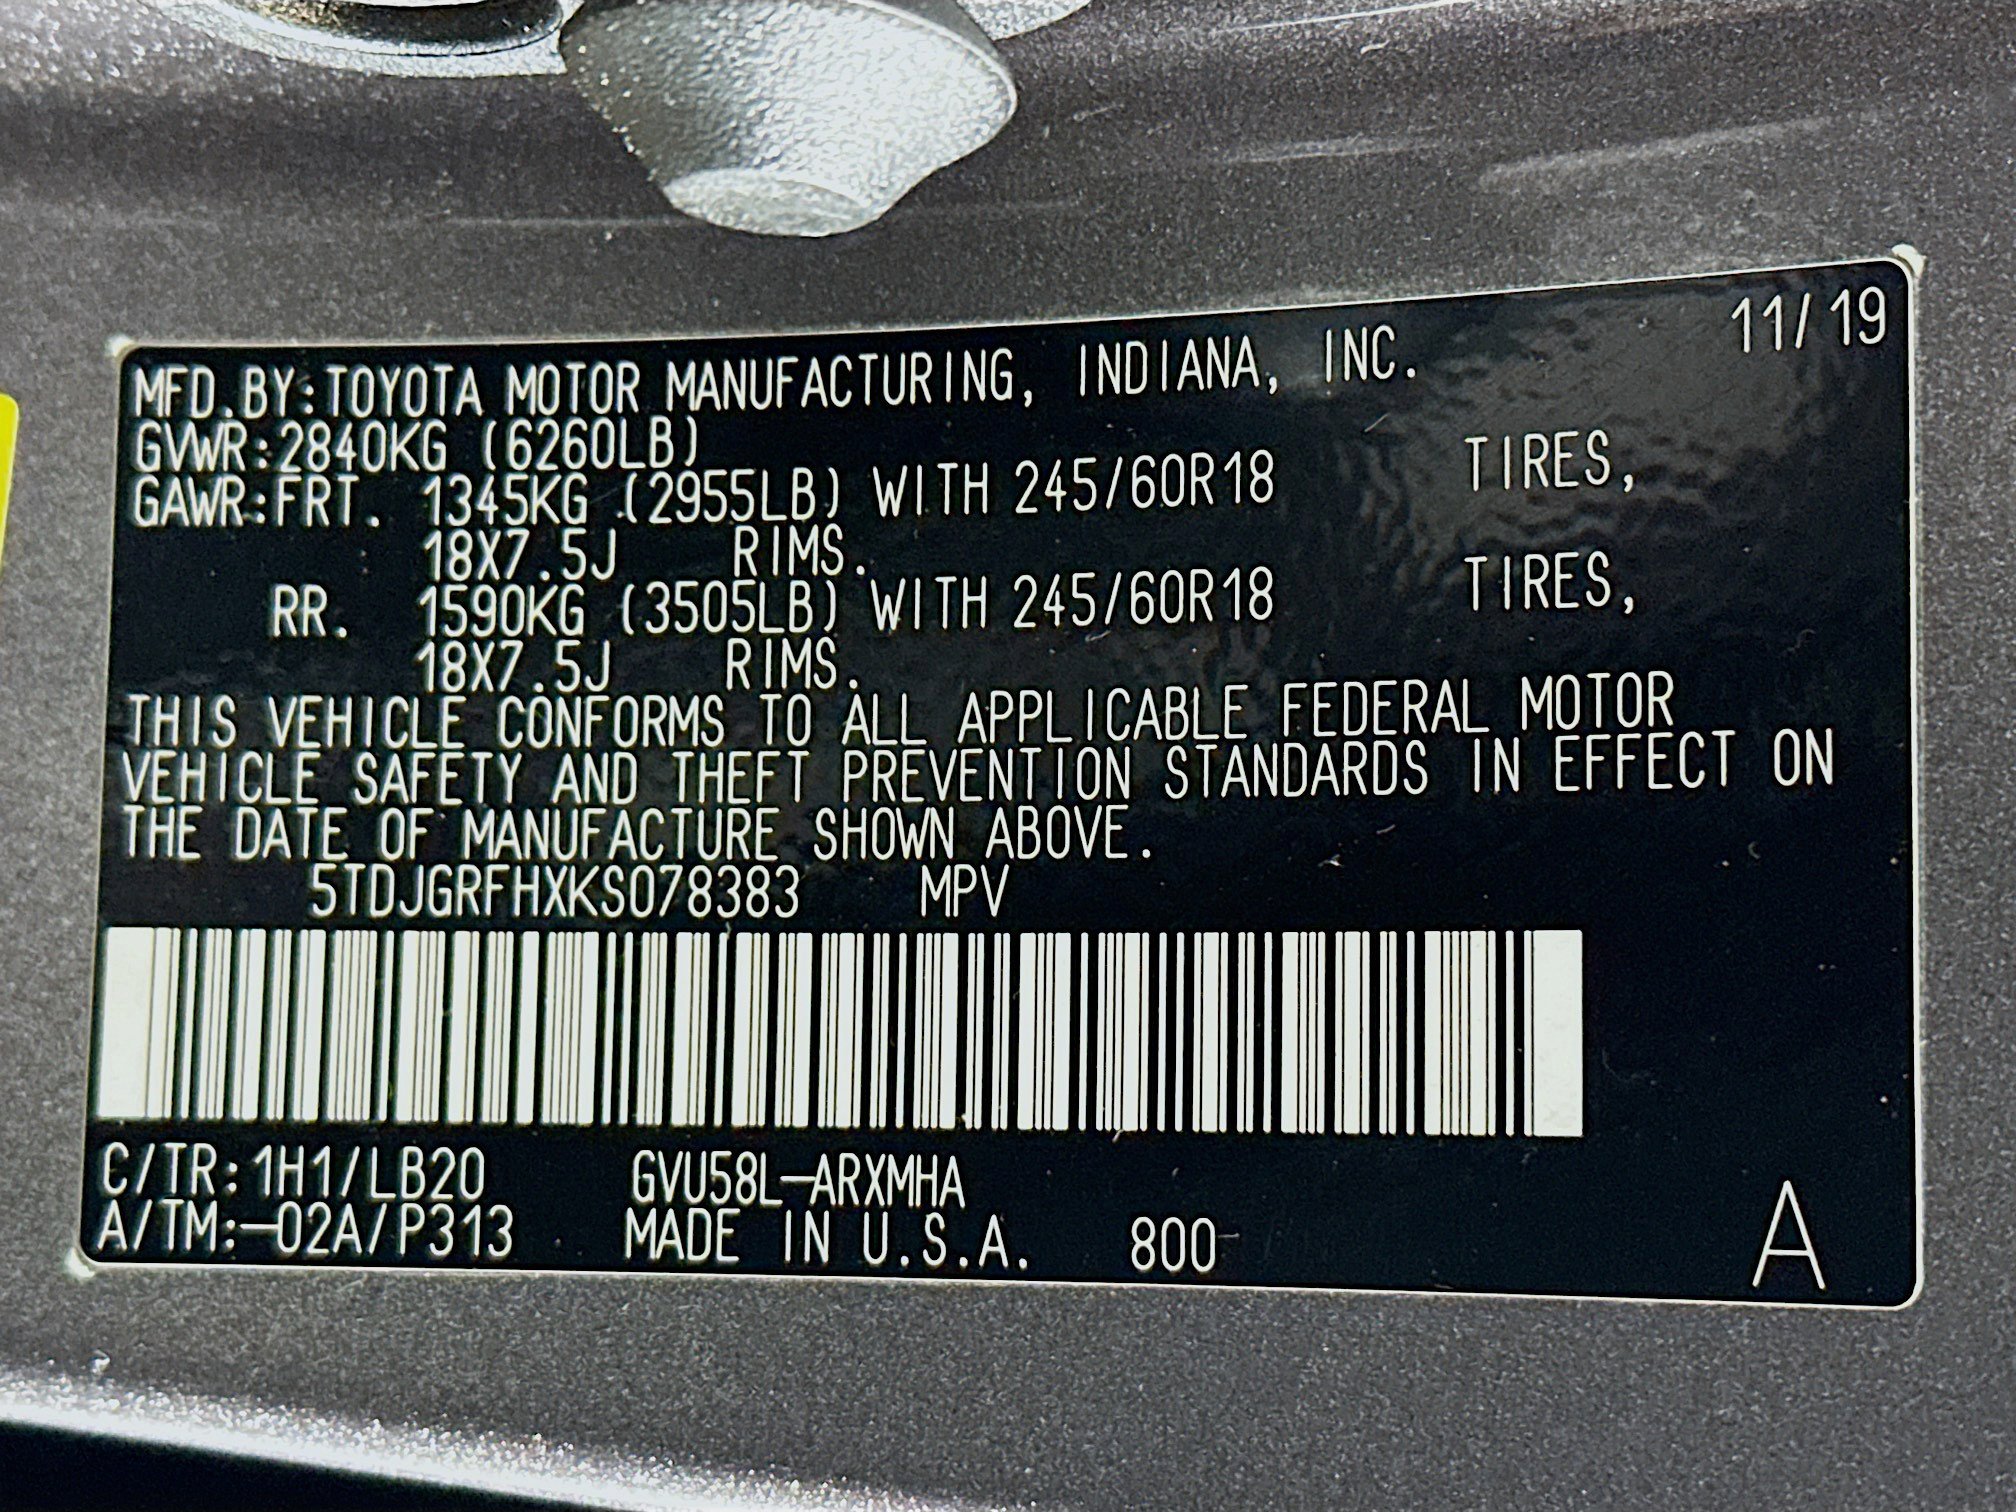 11/19
MFD.BY:TOYOTA MOTOR MANUFACTURING, INDIANA, INC.
GVWR:2840KG (6260LB)
GAWR:FRT. 1345KG (2955LB) WITH 245/60R18 TIRES,
18X7.5J RIMS.
RR. 1590KG (3505LB) WITH 245/60R18 TIRES,
18X7.5J RIMS.
THIS VEHICLE CONFORMS TO ALL APPLICABLE FEDERAL MOTOR
VEHICLE SAFETY AND THEFT PREVENTION STANDARDS IN EFFECT ON
THE DATE OF MANUFACTURE SHOWN ABOVE.
5TDJGRFHXKS078383 MPV
C/TR:1H1/LB20 GVU58L-ARXMHA
A/TM:-02A/P313 MADE IN U.S.A. 800 A